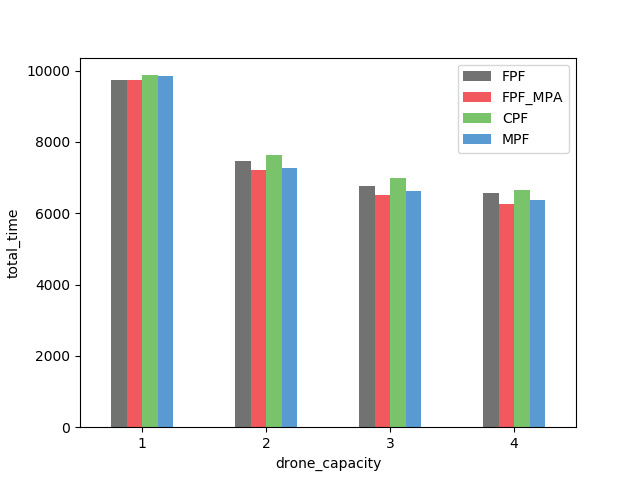 10000
8000
6000
4000
2000
0
total_time
1 2 3 4
drone_capacity
FPF
FPF_MPA
CPF
MPF